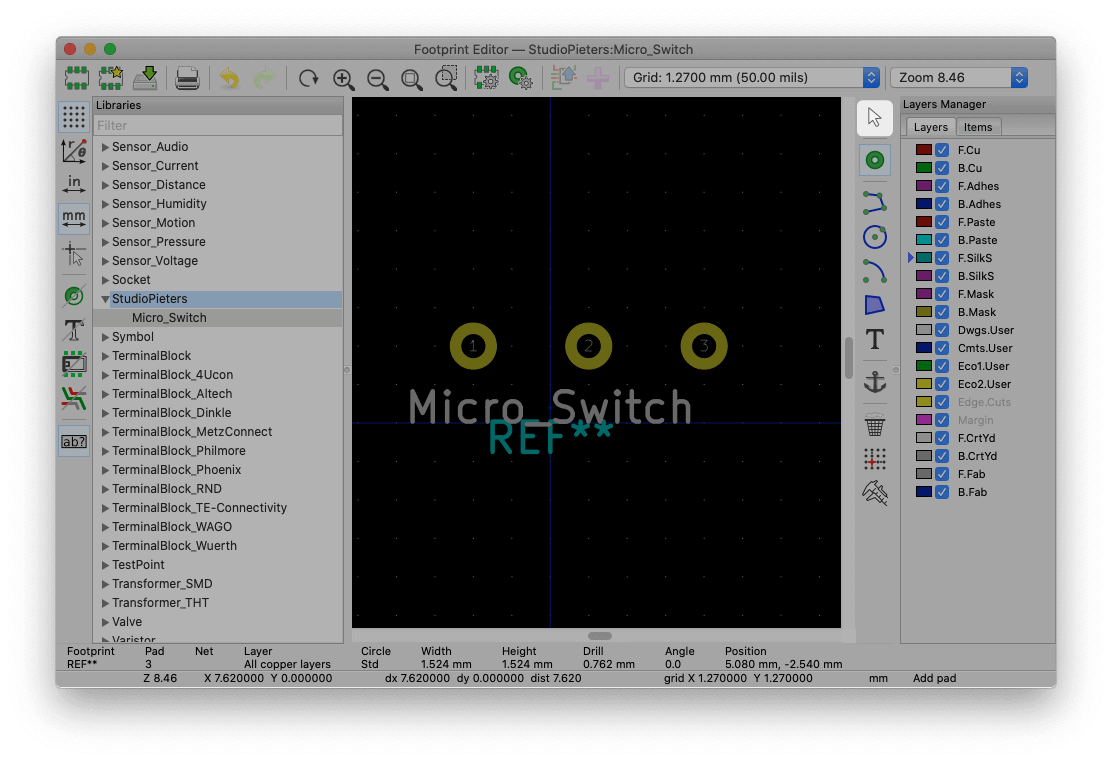 Footprint Editor — StudioPieters:Micro_Switch
Grid: 1.2700 mm (50.00 mils)
Zoom 8.46
Libraries
Filter
Sensor_Audio
Sensor_Current
Sensor_Distance
Sensor_Humidity
Sensor_Motion
Sensor_Pressure
Sensor_Voltage
Socket
StudioPieters
Micro_Switch
Symbol
TerminalBlock
TerminalBlock_4Ucon
TerminalBlock_Altech
TerminalBlock_Dinkle
TerminalBlock_MetzConnect
TerminalBlock_Philmore
TerminalBlock_Phoenix
TerminalBlock_RND
TerminalBlock_TE-Connectivity
TerminalBlock_WAGO
TerminalBlock_Wuerth
TestPoint
Transformer_SMD
Transformer_THT
Valve
Varistor
in
mm
ab?
1 2 3
Micro_Switch
REF**
T
Layers Manager
Layers Items
F.Cu
B.Cu
F.Adhes
B.Adhes
F.Paste
B.Paste
F.SilkS
B.SilkS
F.Mask
B.Mask
Dwgs.User
Cmts.User
Eco1.User
Eco2.User
Edge.Cuts
Margin
F.CrtYd
B.CrtYd
F.Fab
B.Fab
Footprint Pad Net Layer Circle Width Height Drill Angle Position
REF** 3 All copper layers Std 1.524 mm 1.524 mm 0.762 mm 0.0 5.080 mm, -2.540 mm
Z 8.46 X 7.620000 Y 0.000000 dx 7.620000 dy 0.000000 dist 7.620 grid X 1.270000 Y 1.270000 mm Add pad